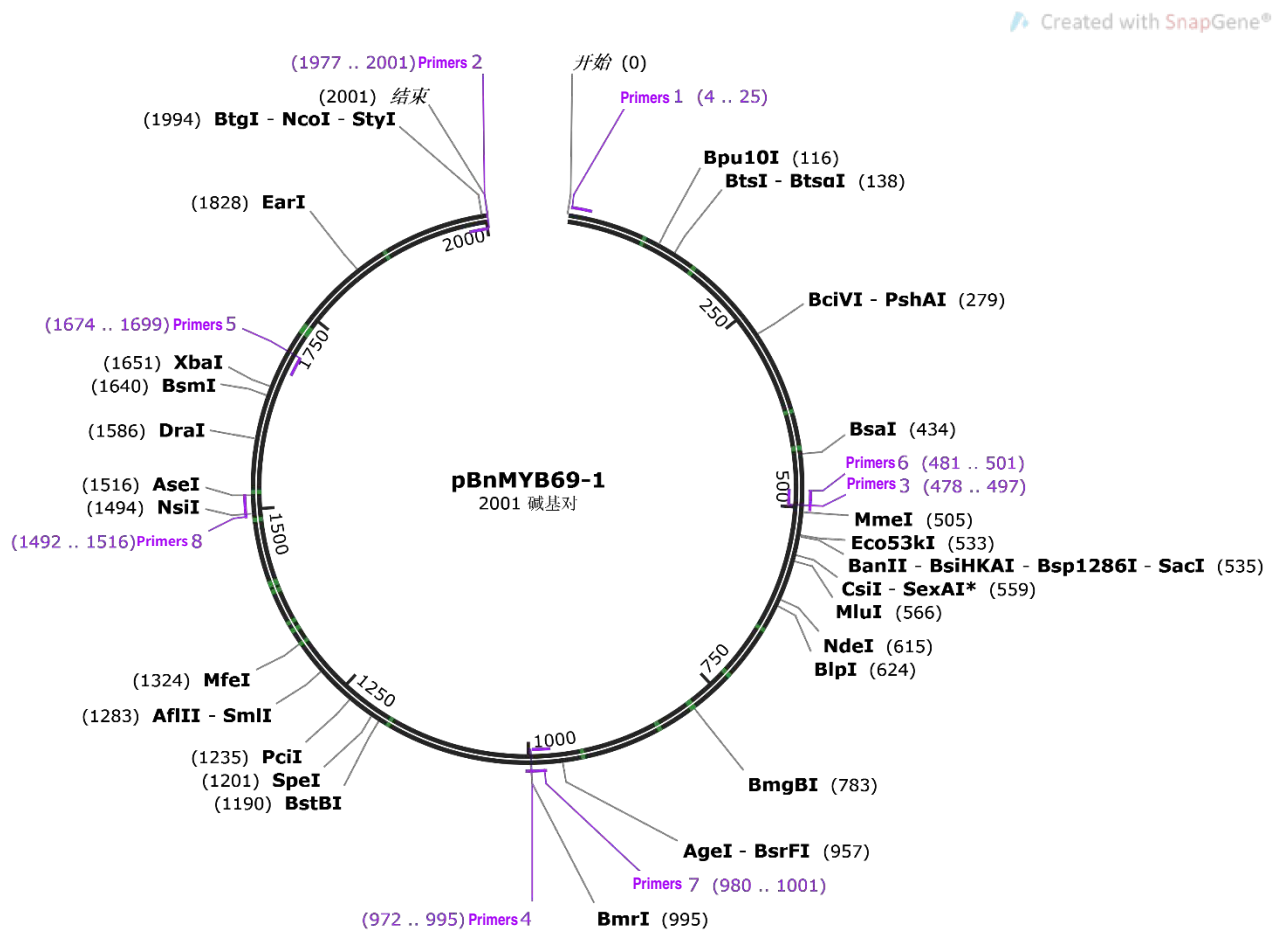 Created with SnapGene®
(1977 .. 2001) Primers 2
开始 (0)
(2001) 结束
Primers 1 (4 .. 25)
(1994) BtgI - NcoI - StyI
Bpu10I (116)
BtsI - BtsαI (138)
(1828) EarI
2000
250
BciVI - PshAI (279)
(1674 .. 1699) Primers 5
1750
(1651) XbaI
(1640) BsmI
(1586) DraI
BsaI (434)
Primers 6 (481 .. 501)
Primers 3 (478 .. 497)
500
pBnMYB69-1
2001 碱基对
(1516) AseI
(1494) NsiI
(1492 .. 1516) Primers 8
1500
MmeI (505)
Eco53kI (533)
BanII - BsiHKAI - Bsp1286I - SacI (535)
CsiI - SexAI* (559)
MluI (566)
NdeI (615)
BlpI (624)
750
(1324) MfeI
1250
(1283) AflII - SmlI
1000
(1235) PciI
(1201) SpeI
(1190) BstBI
BmgBI (783)
AgeI - BsrFI (957)
Primers 7 (980 .. 1001)
(972 .. 995) Primers 4
BmrI (995)